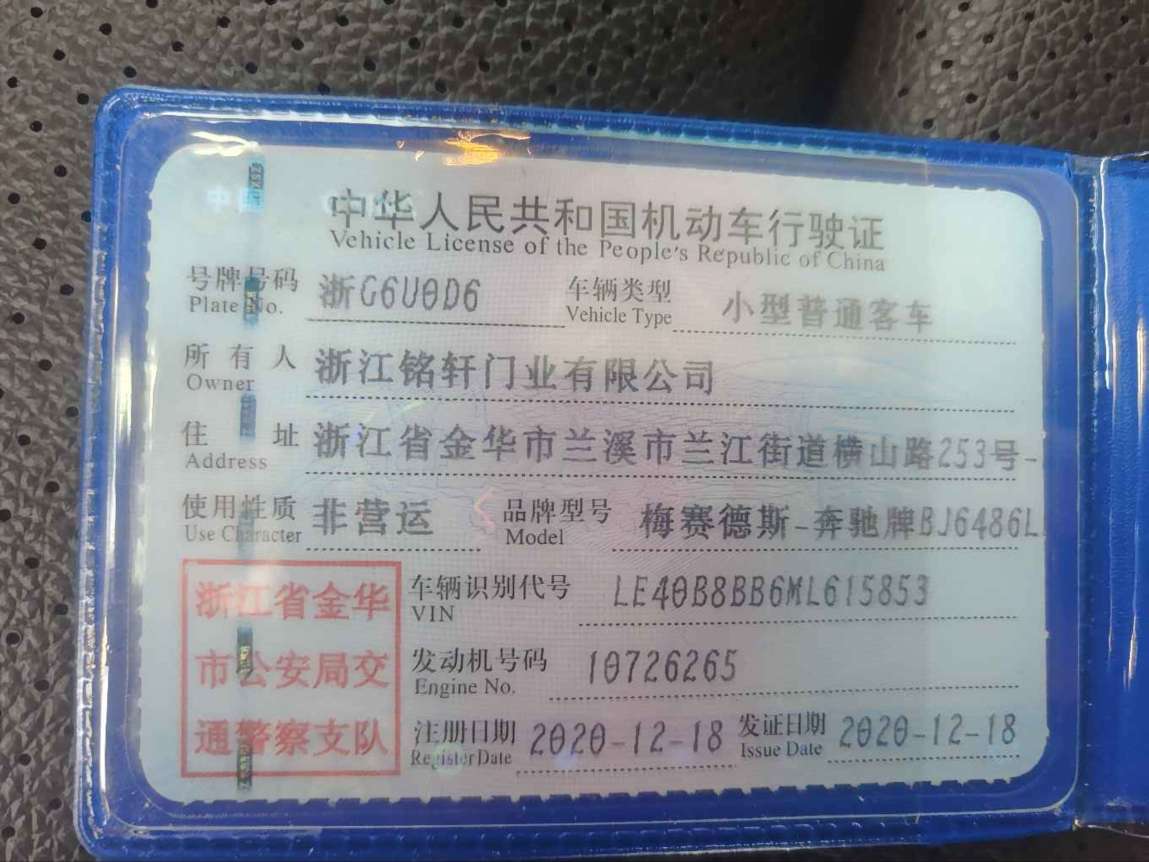 中华人民共和国机动车行驶证
Vehicle License of the People's Republic of China
号牌号码 浙G6U0D6 车辆类型 小型普通客车
Plate No. Vehicle Type
所有人 浙江铭轩门业有限公司
Owner
住址 浙江省金华市兰溪市兰江街道横山路253号-
Address
使用性质 非营运 品牌型号 梅赛德斯-奔驰牌BJ6486L
Use Character Model
浙江省金华 车辆识别代号 LE40B8BB6ML615853
VIN
市公安局交 发动机号码 10726265
Engine No.
通警察支队 注册日期 2020-12-18 发证日期 2020-12-18
Register Date Issue Date